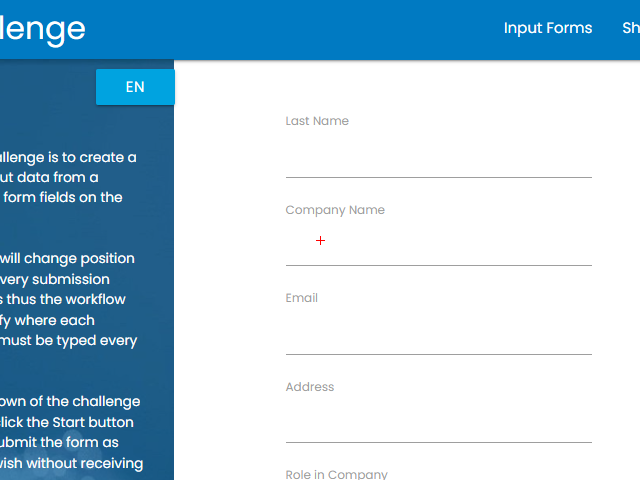 lenge
Input Forms
Sh
EN
allenge is to create a
ut data from a
form fields on the
will change position
very submission
s thus the workflow
fy where each
must be typed every
own of the challenge
lick the Start button
ubmit the form as
wish without receiving
Last Name
Company Name
Email
Address
Role in Company